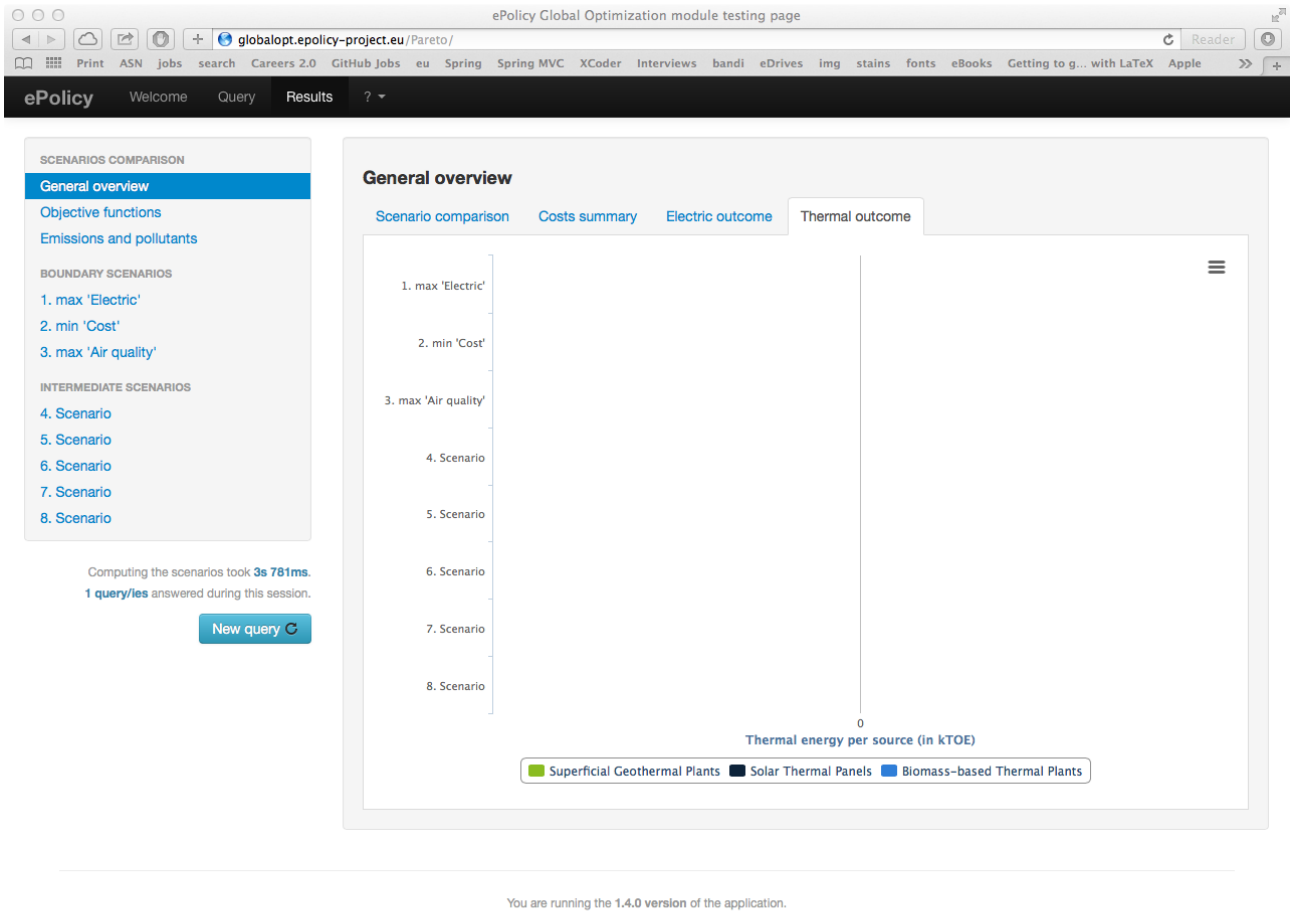 ePolicy Global Optimization module testing page
globalopt.epolicy-project.eu/Pareto/
Reader
Print ASN jobs search Careers 2.0 GitHub Jobs eu Spring Spring MVC XCoder Interviews bandi eDrives img stains fonts eBooks Getting to g... with LaTeX Apple
ePolicy Welcome Query Results ?
SCENARIOS COMPARISON
General overview
Objective functions
Emissions and pollutants
BOUNDARY SCENARIOS
1. max 'Electric'
2. min 'Cost'
3. max 'Air quality'
INTERMEDIATE SCENARIOS
4. Scenario
5. Scenario
6. Scenario
7. Scenario
8. Scenario
Computing the scenarios took 3s 781ms.
1 query/ies answered during this session.
New query
General overview
Scenario comparison Costs summary Electric outcome Thermal outcome
1. max 'Electric'
2. min 'Cost'
3. max 'Air quality'
4. Scenario
5. Scenario
6. Scenario
7. Scenario
8. Scenario
0
Thermal energy per source (in kTOE)
Superficial Geothermal Plants Solar Thermal Panels Biomass-based Thermal Plants
You are running the 1.4.0 version of the application.